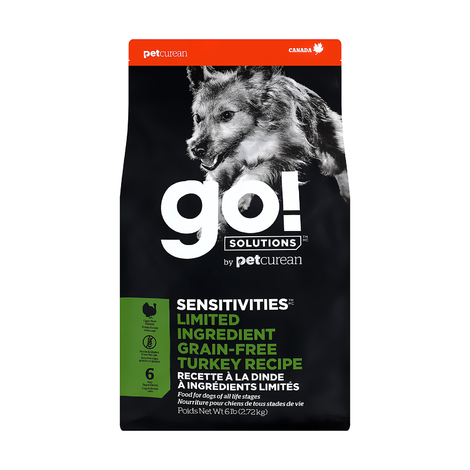 petcurean
CANADA
go!
SOLUTIONS
by petcurean
SENSITIVITIES
LIMITED
INGREDIENT
GRAIN-FREE
TURKEY RECIPE
RECETTE À LA DINDE
À INGRÉDIENTS LIMITÉS
Food for dogs of all life stages
Nourriture pour chiens de tous stades de vie
Poids Net Wt 6 lb (2,72 kg)
6